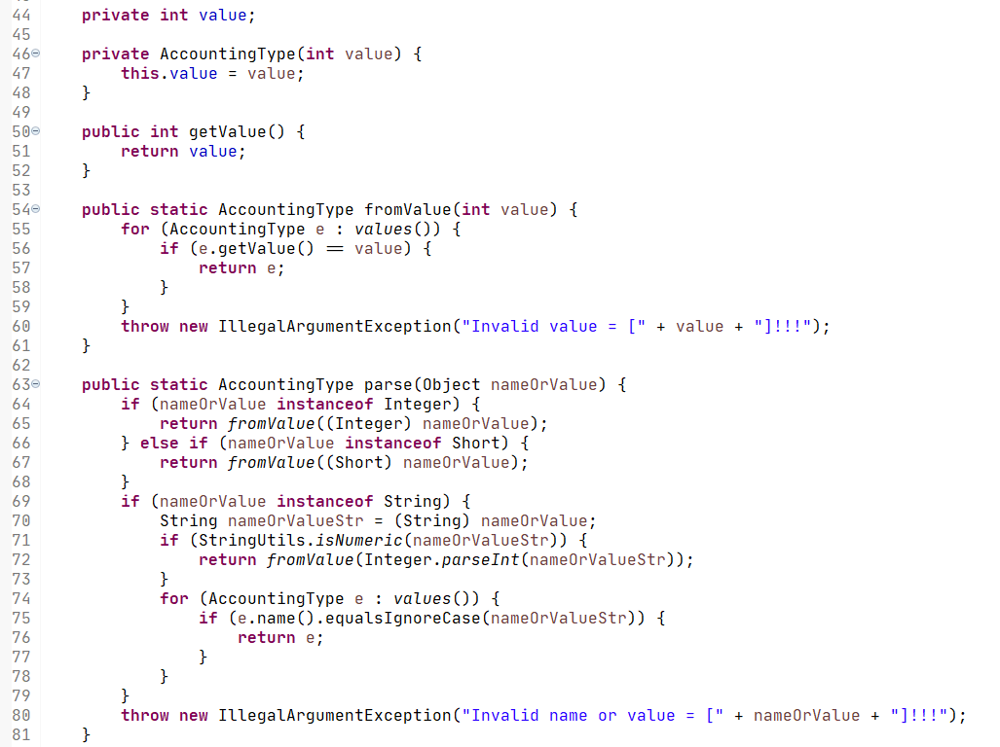 44     private int value;
45
46     private AccountingType(int value) {
47         this.value = value;
48     }
49
50     public int getValue() {
51         return value;
52     }
53
54     public static AccountingType fromValue(int value) {
55         for (AccountingType e : values()) {
56             if (e.getValue() == value) {
57                 return e;
58             }
59         }
60         throw new IllegalArgumentException("Invalid value = [" + value + "]!!!");
61     }
62
63     public static AccountingType parse(Object nameOrValue) {
64         if (nameOrValue instanceof Integer) {
65             return fromValue((Integer) nameOrValue);
66         } else if (nameOrValue instanceof Short) {
67             return fromValue((Short) nameOrValue);
68         }
69         if (nameOrValue instanceof String) {
70             String nameOrValueStr = (String) nameOrValue;
71             if (StringUtils.isNumeric(nameOrValueStr)) {
72                 return fromValue(Integer.parseInt(nameOrValueStr));
73             }
74             for (AccountingType e : values()) {
75                 if (e.name().equalsIgnoreCase(nameOrValueStr)) {
76                     return e;
77                 }
78             }
79         }
80         throw new IllegalArgumentException("Invalid name or value = [" + nameOrValue + "]!!!");
81     }